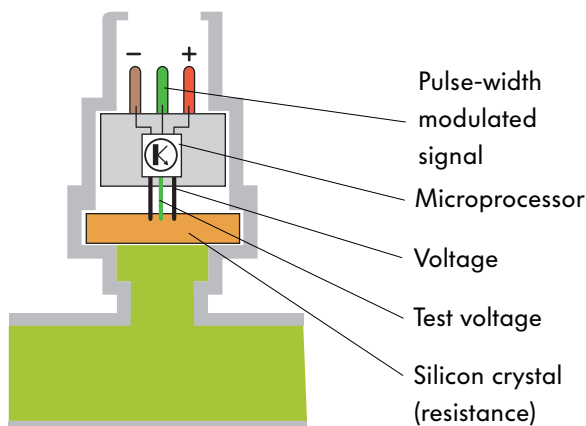 − +
Pulse-width
modulated
signal
Microprocessor
Voltage
Test voltage
Silicon crystal
(resistance)